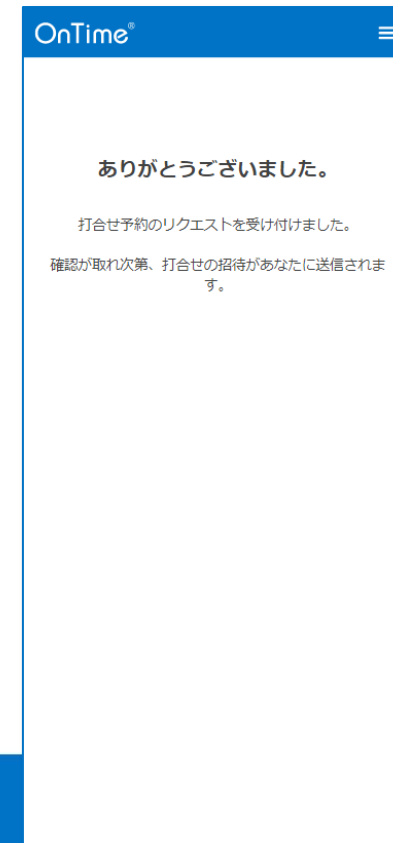 OnTime®
ありがとうございました。
打合せ予約のリクエストを受け付けました。
確認が取れ次第、打合せの招待があなたに送信されま
す。